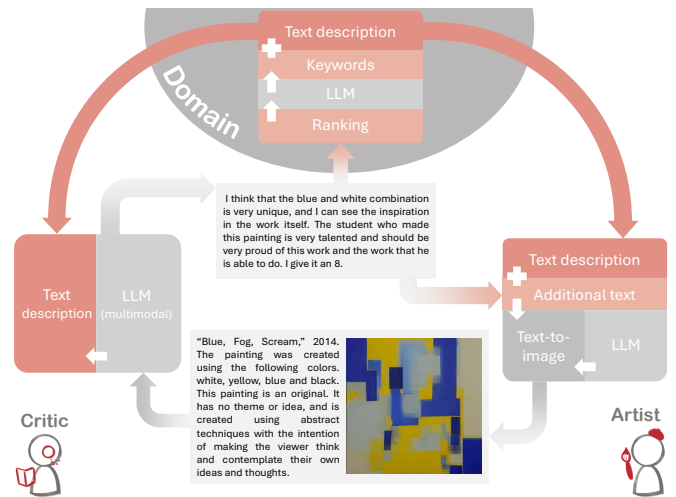 Text description
Keywords
LLM
Ranking
Domain
I think that the blue and white combination
is very unique, and I can see the inspiration
in the work itself. The student who made
this painting is very talented and should be
very proud of this work and the work that he
is able to do. I give it an 8.
Text
description
LLM
(multimodal)
Text description
Additional text
Text-to-
image
LLM
“Blue, Fog, Scream,” 2014.
The painting was created
using the following colors.
white, yellow, blue and black.
This painting is an original. It
has no theme or idea, and is
created using abstract
techniques with the intention
of making the viewer think
and contemplate their own
ideas and thoughts.
Critic
Artist